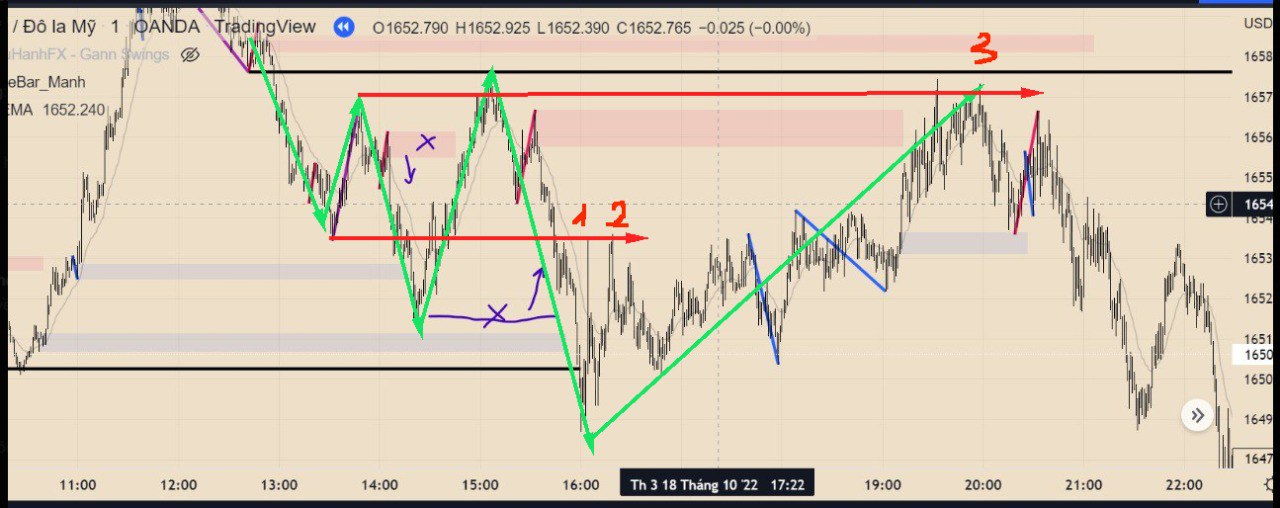 / Đô la Mỹ · 1 · OANDA · TradingView O1652.790 H1652.925 L1652.390 C1652.765 −0.025 (−0.00%)
uHanhFX - Gann Swings
eBar_Manh
EMA 1652.240
USD
1658
1657
1656
1655
1654
1654
1653
1652
1651
1650
1649
1647
3
1 2
11:00 12:00 13:00 14:00 15:00 16:00 Th 3 18 Tháng 10 '22 17:22 19:00 20:00 21:00 22:00